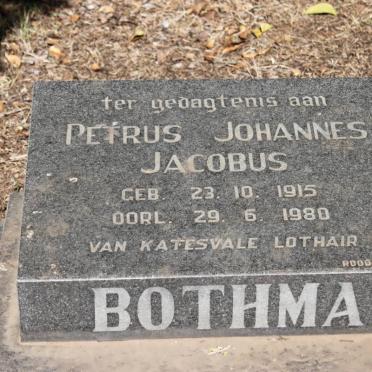 ter gedagtenis aan
PETRUS JOHANNES
JACOBUS
GEB. 23. 10. 1915
OORL. 29. 6. 1980
VAN KATESVALE LOTHAIR
BOTHMA